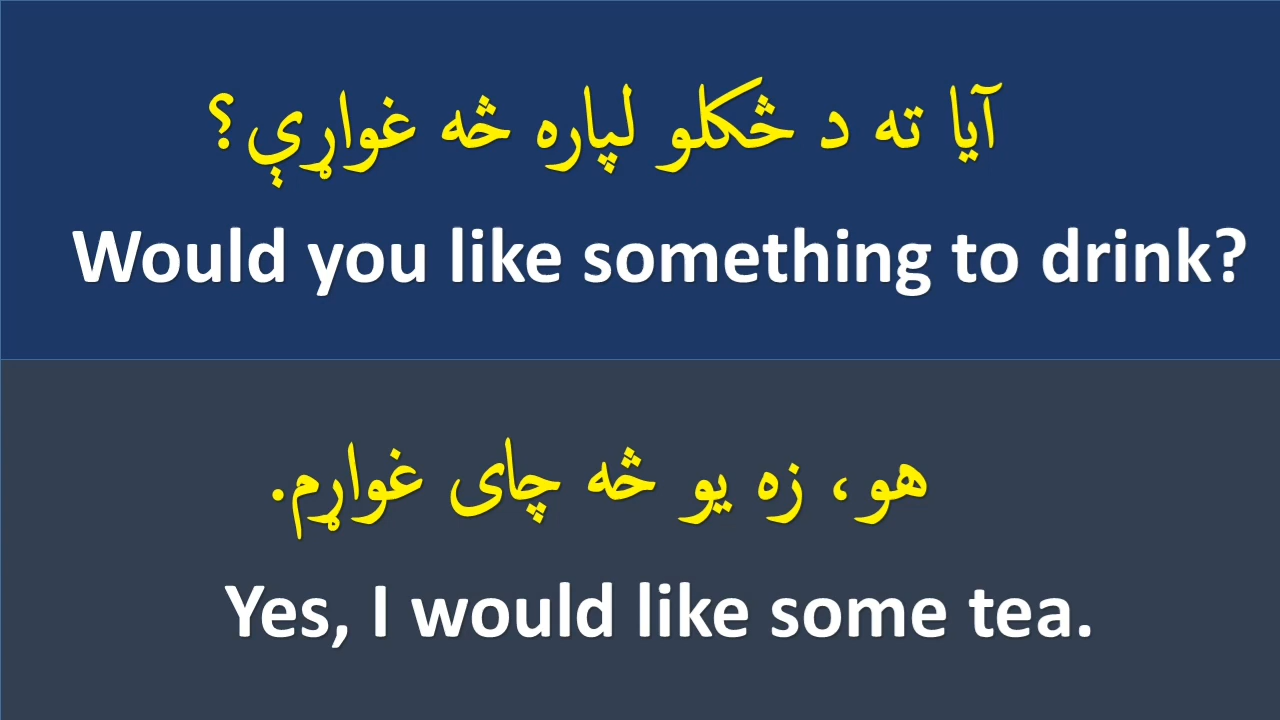 آیا ته د څکلو لپاره څه غواړې؟
Would you like something to drink?
هو، زه یو څه چای غواړم.
Yes, I would like some tea.